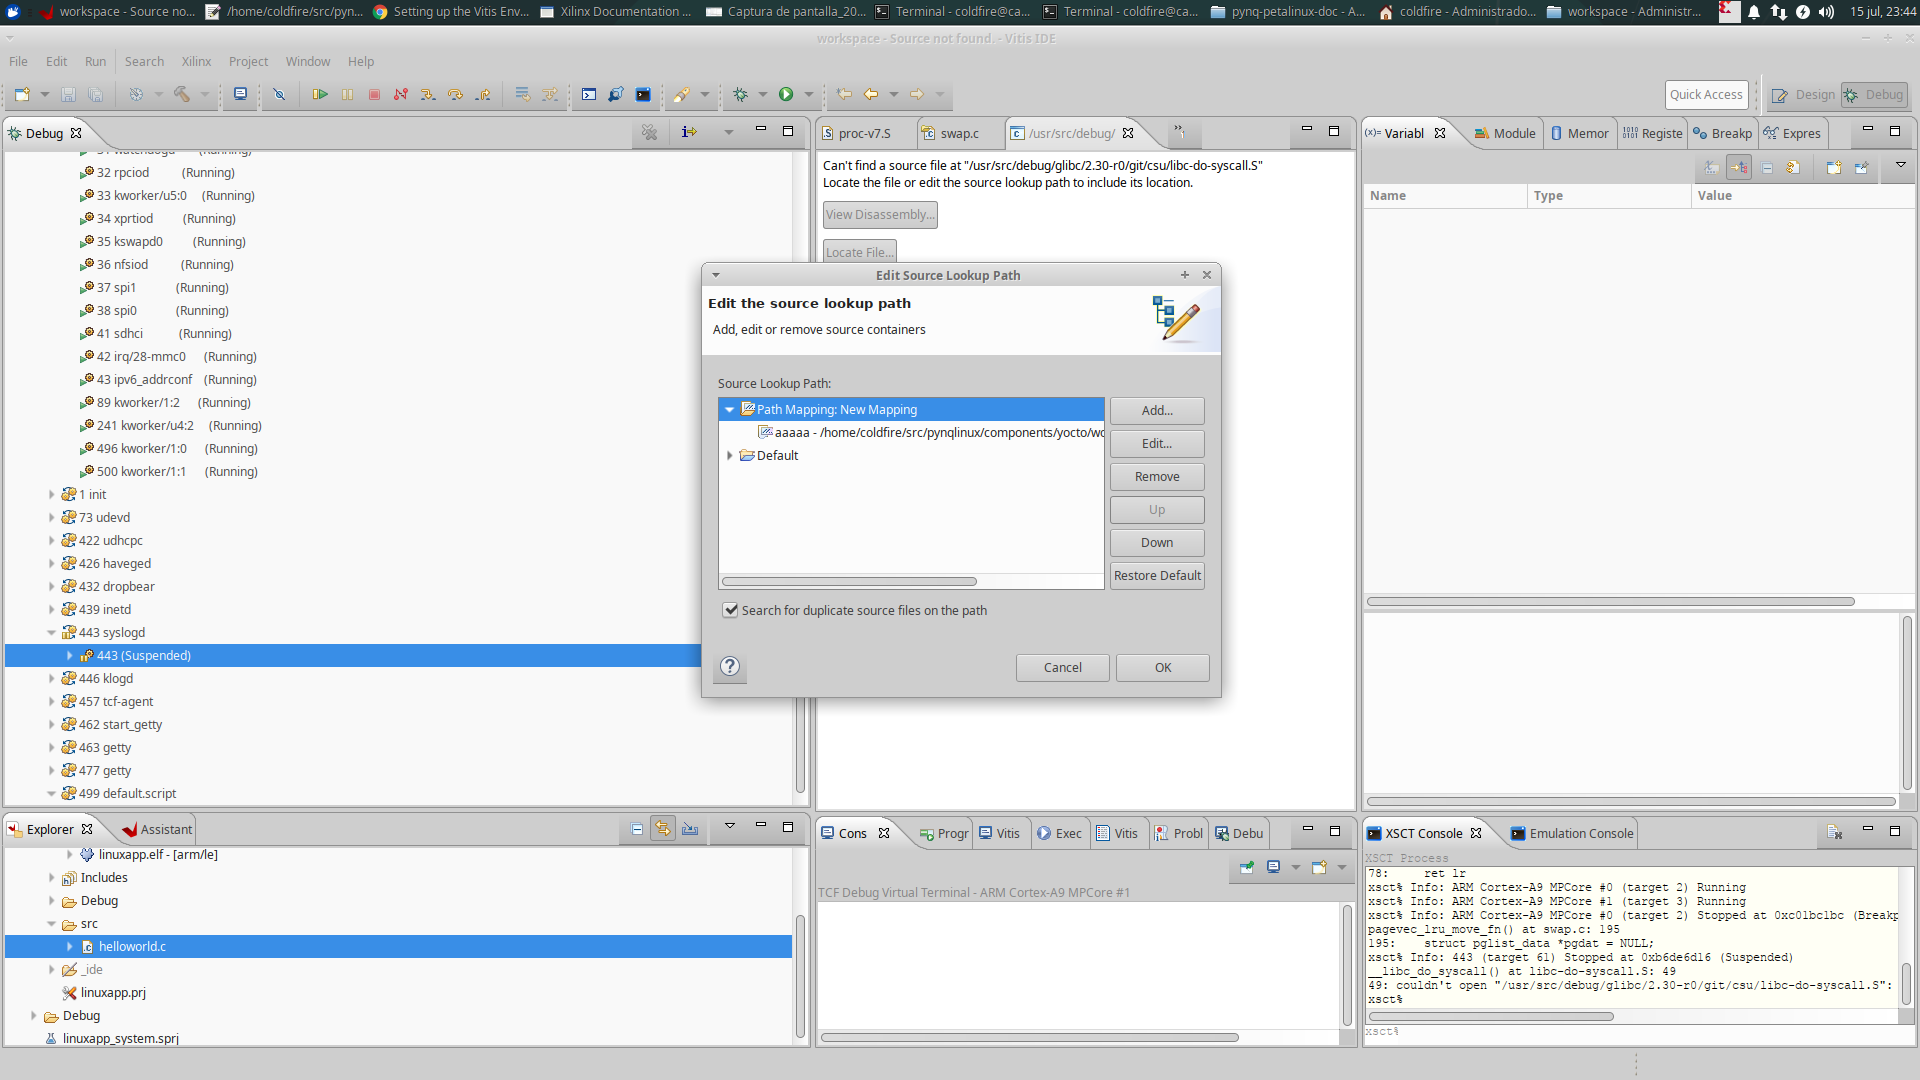 workspace - Source no...
/home/coldfire/src/pyn...
Setting up the Vitis Env...
Xilinx Documentation ...
Captura de pantalla_20...
Terminal - coldfire@ca...
Terminal - coldfire@ca...
pynq-petalinux-doc - A...
coldfire - Administrado...
workspace - Administr...
15 jul, 23:44
workspace - Source not found. - Vitis IDE
File Edit Run Search Xilinx Project Window Help
Quick Access
Design
Debug
Debug
32 rpciod (Running)
33 kworker/u5:0 (Running)
34 xprtiod (Running)
35 kswapd0 (Running)
36 nfsiod (Running)
37 spi1 (Running)
38 spi0 (Running)
41 sdhci (Running)
42 irq/28-mmc0 (Running)
43 ipv6_addrconf (Running)
89 kworker/1:2 (Running)
241 kworker/u4:2 (Running)
496 kworker/1:0 (Running)
500 kworker/1:1 (Running)
1 init
73 udevd
422 udhcpc
426 haveged
432 dropbear
439 inetd
443 syslogd
443 (Suspended)
446 klogd
457 tcf-agent
462 start_getty
463 getty
477 getty
499 default.script
proc-v7.S
swap.c
/usr/src/debug/
Can't find a source file at "/usr/src/debug/glibc/2.30-r0/git/csu/libc-do-syscall.S"
Locate the file or edit the source lookup path to include its location.
View Disassembly...
Locate File...
Edit Source Lookup Path
Edit the source lookup path
Add, edit or remove source containers
Source Lookup Path:
Path Mapping: New Mapping
aaaaa - /home/coldfire/src/pynqlinux/components/yocto/wo
Default
Add...
Edit...
Remove
Up
Down
Restore Default
Search for duplicate source files on the path
Cancel
OK
(x)= Variabl
Module
Memor
1010 0101 Registe
Breakp
Expres
Name Type Value
Explorer
Assistant
linuxapp.elf - [arm/le]
Includes
Debug
src
helloworld.c
_ide
linuxapp.prj
Debug
linuxapp_system.sprj
Cons
Progr
Vitis
Exec
Vitis
Probl
Debu
TCF Debug Virtual Terminal - ARM Cortex-A9 MPCore #1
XSCT Console
Emulation Console
XSCT Process
78: ret lr
xsct% Info: ARM Cortex-A9 MPCore #0 (target 2) Running
xsct% Info: ARM Cortex-A9 MPCore #1 (target 3) Running
xsct% Info: ARM Cortex-A9 MPCore #0 (target 2) Stopped at 0xc01bc1bc (Breakp
pagevec_lru_move_fn() at swap.c: 195
195: struct pglist_data *pgdat = NULL;
xsct% Info: 443 (target 61) Stopped at 0xb6de6d16 (Suspended)
__libc_do_syscall() at libc-do-syscall.S: 49
49: couldn't open "/usr/src/debug/glibc/2.30-r0/git/csu/libc-do-syscall.S":
xsct%
xsct%